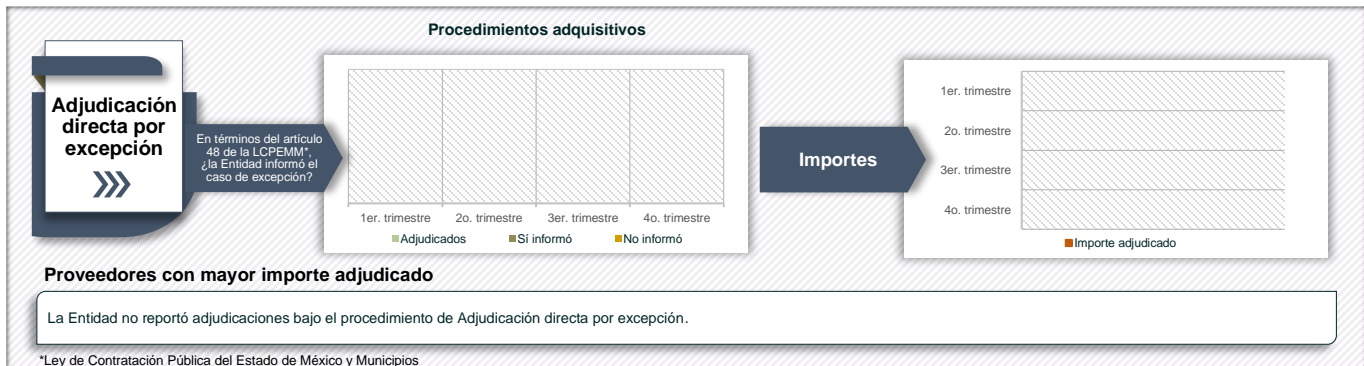 Procedimientos adquisitivos
Adjudicación
directa por
excepción
En términos del artículo
48 de la LCPEMM*,
¿la Entidad informó el
caso de excepción?
1er. trimestre
2o. trimestre
3er. trimestre
4o. trimestre
Adjudicados
Sí informó
No informó
Importes
1er. trimestre
2o. trimestre
3er. trimestre
4o. trimestre
Importe adjudicado
Proveedores con mayor importe adjudicado
La Entidad no reportó adjudicaciones bajo el procedimiento de Adjudicación directa por excepción.
*Ley de Contratación Pública del Estado de México y Municipios